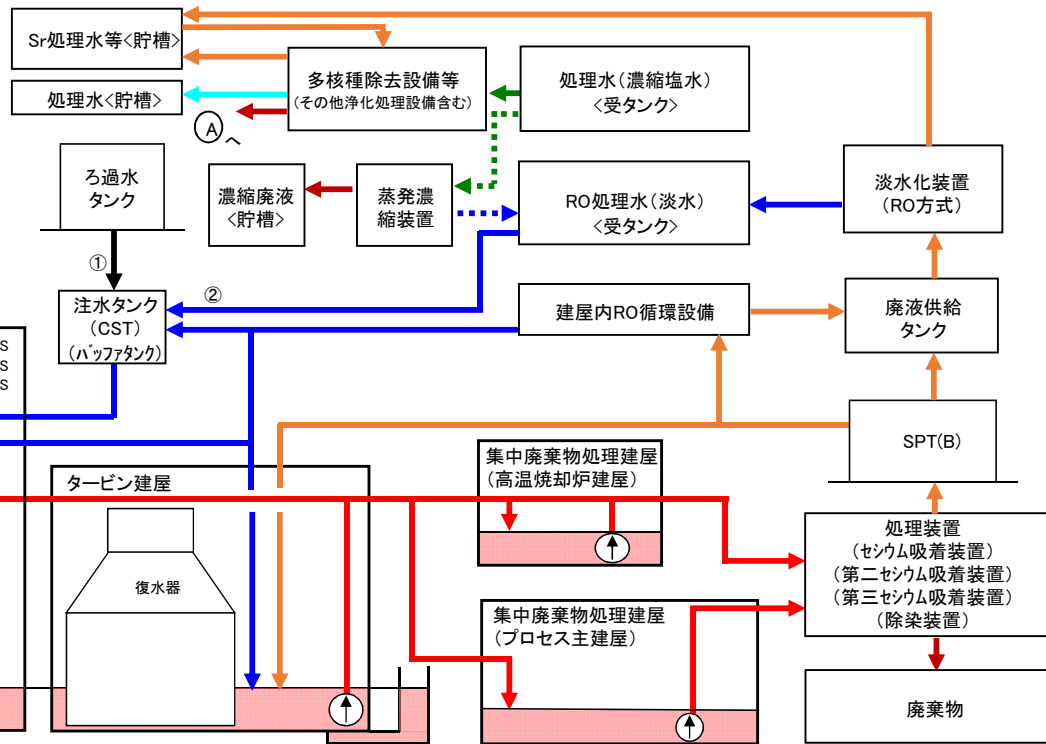 Sr処理水等<貯槽>
処理水<貯槽>
多核種除去設備等
(その他浄化処理設備含む)
Aへ
処理水(濃縮塩水)
<受タンク>
ろ過水
タンク
濃縮廃液
<貯槽>
蒸発濃
縮装置
RO処理水(淡水)
<受タンク>
淡水化装置
(RO方式)
①
②
注水タンク
(CST)
(バッファタンク)
建屋内RO循環設備
廃液供給
タンク
S
S
S
SPT(B)
タービン建屋
復水器
集中廃棄物処理建屋
(高温焼却炉建屋)
集中廃棄物処理建屋
(プロセス主建屋)
処理装置
(セシウム吸着装置)
(第二セシウム吸着装置)
(第三セシウム吸着装置)
(除染装置)
廃棄物